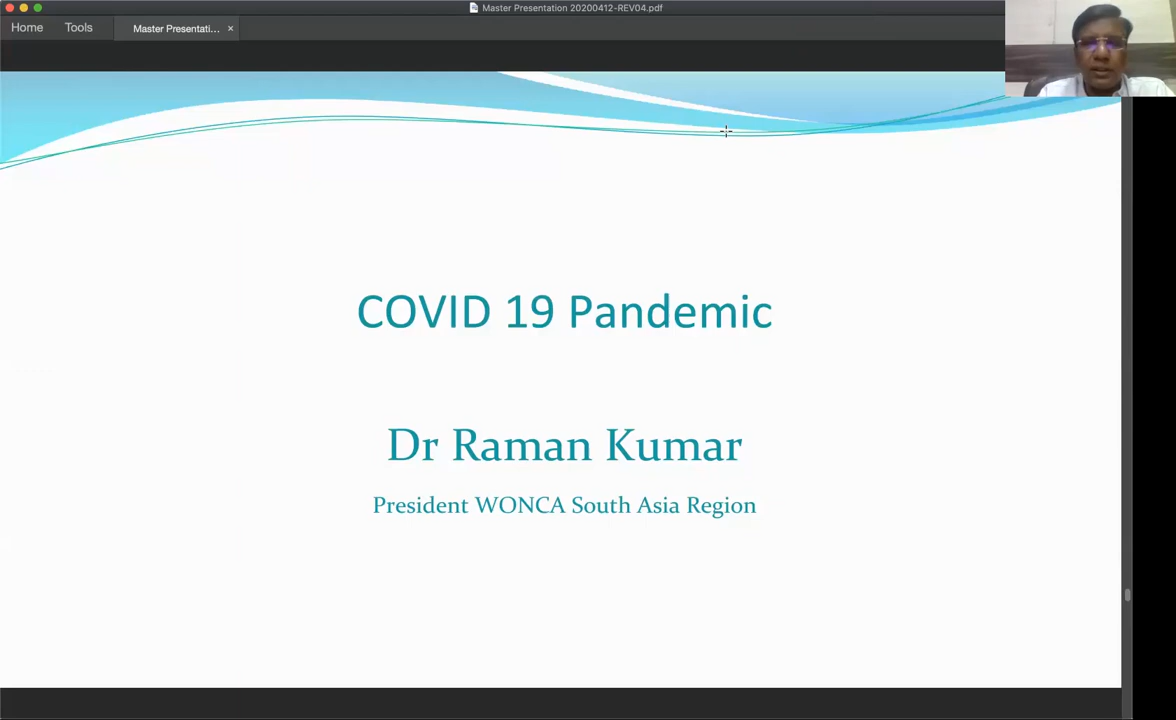 Master Presentation 20200412-REV04.pdf
Home Tools Master Presentati... ×
COVID 19 Pandemic
Dr Raman Kumar
President WONCA South Asia Region